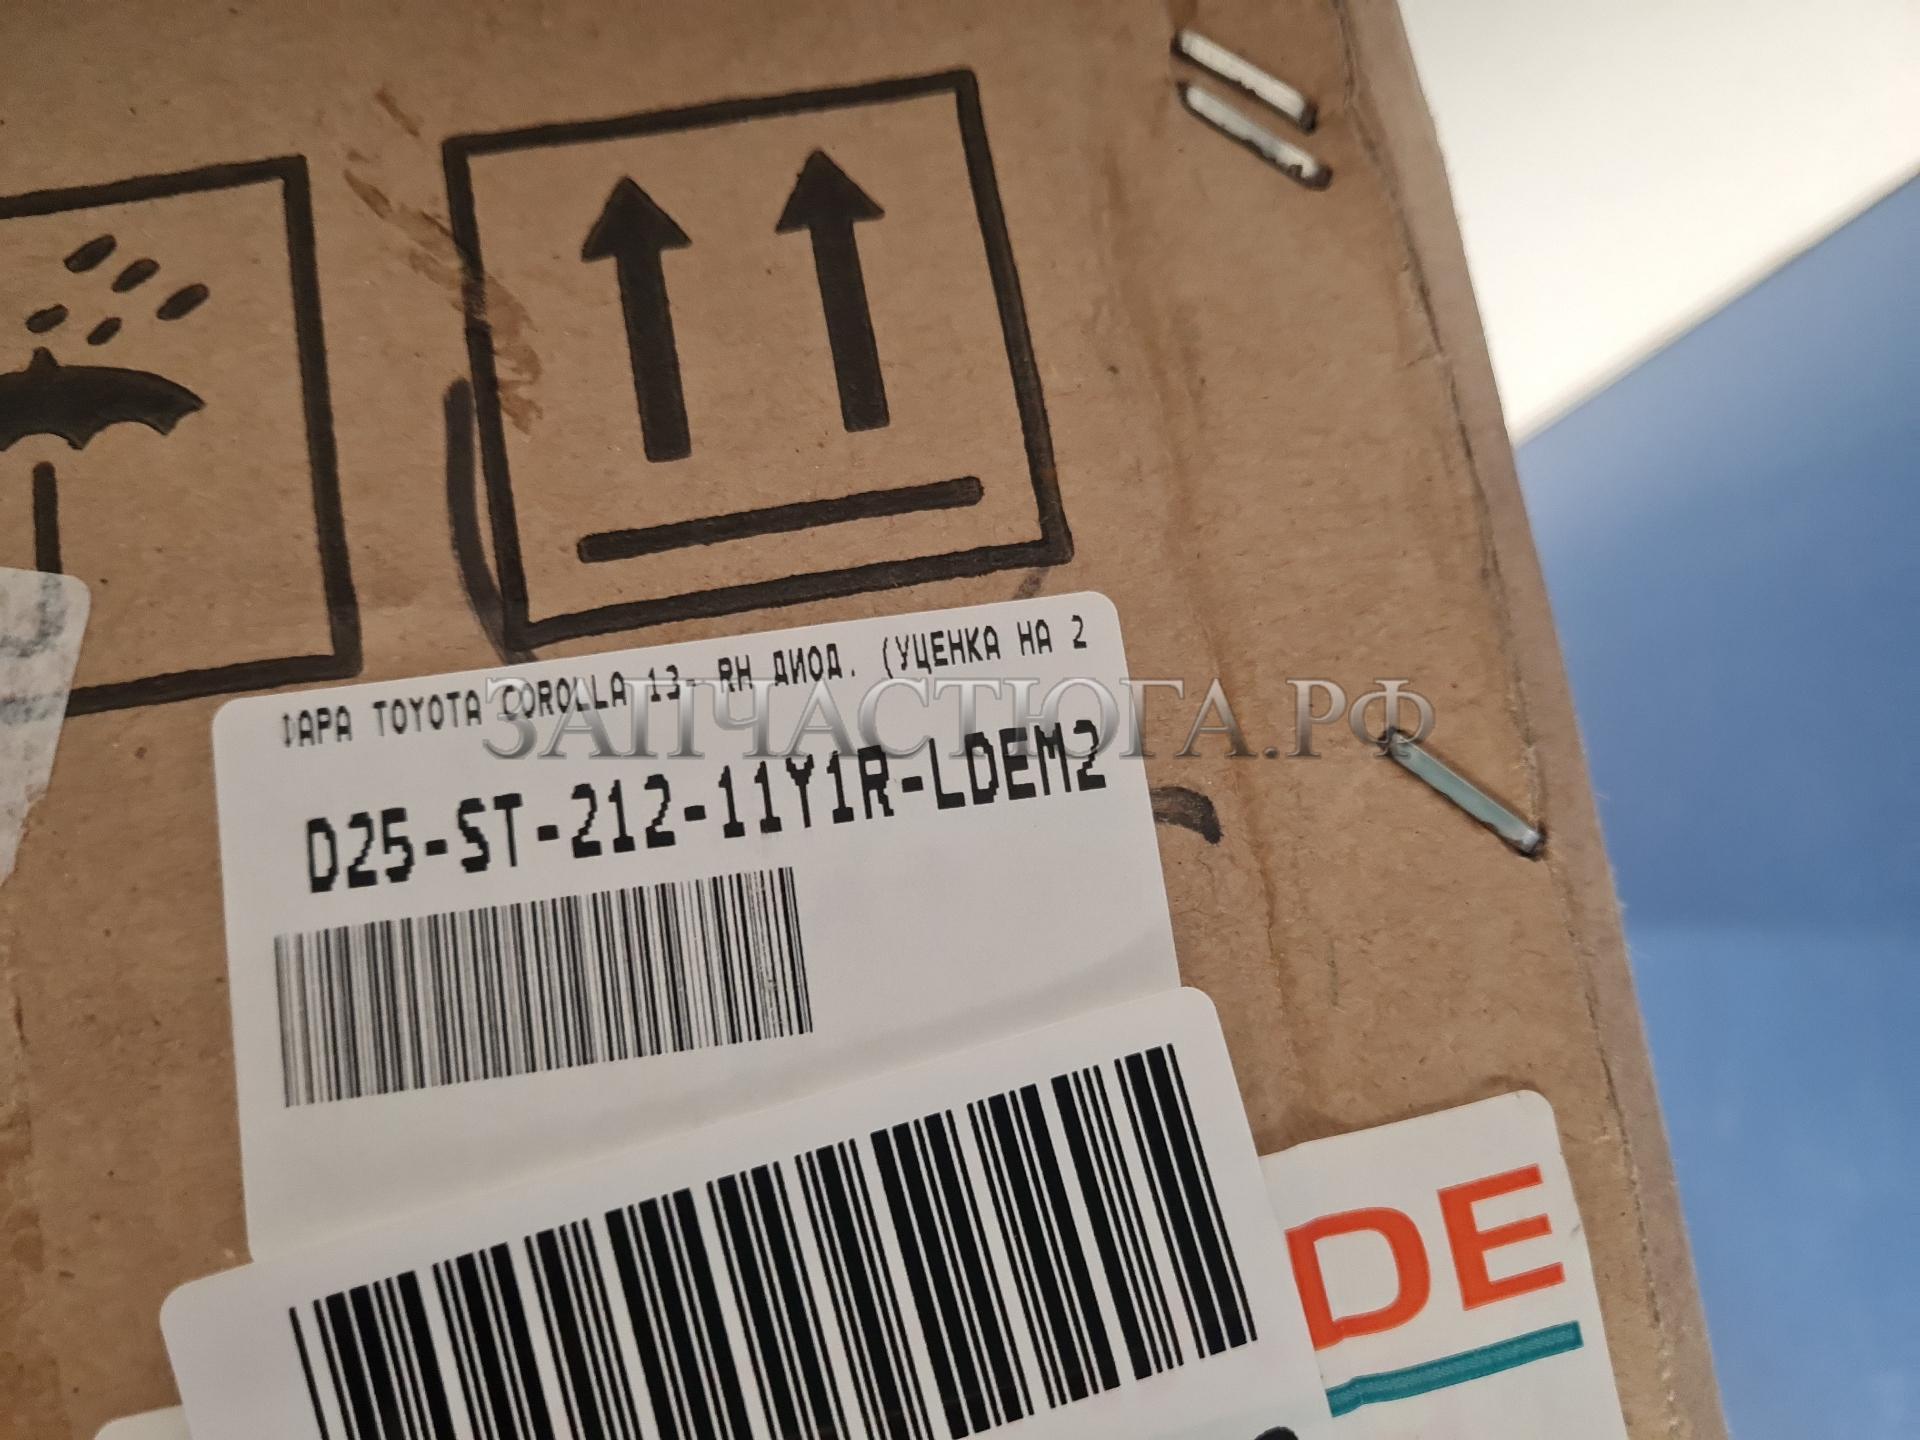 ФАРА TOYOTA COROLLA 13- RH ДИОД. (УЦЕНКА НА 2
ЗАПЧАСТЮГА.РФ
D25-ST-212-11Y1R-LDEM2
DE